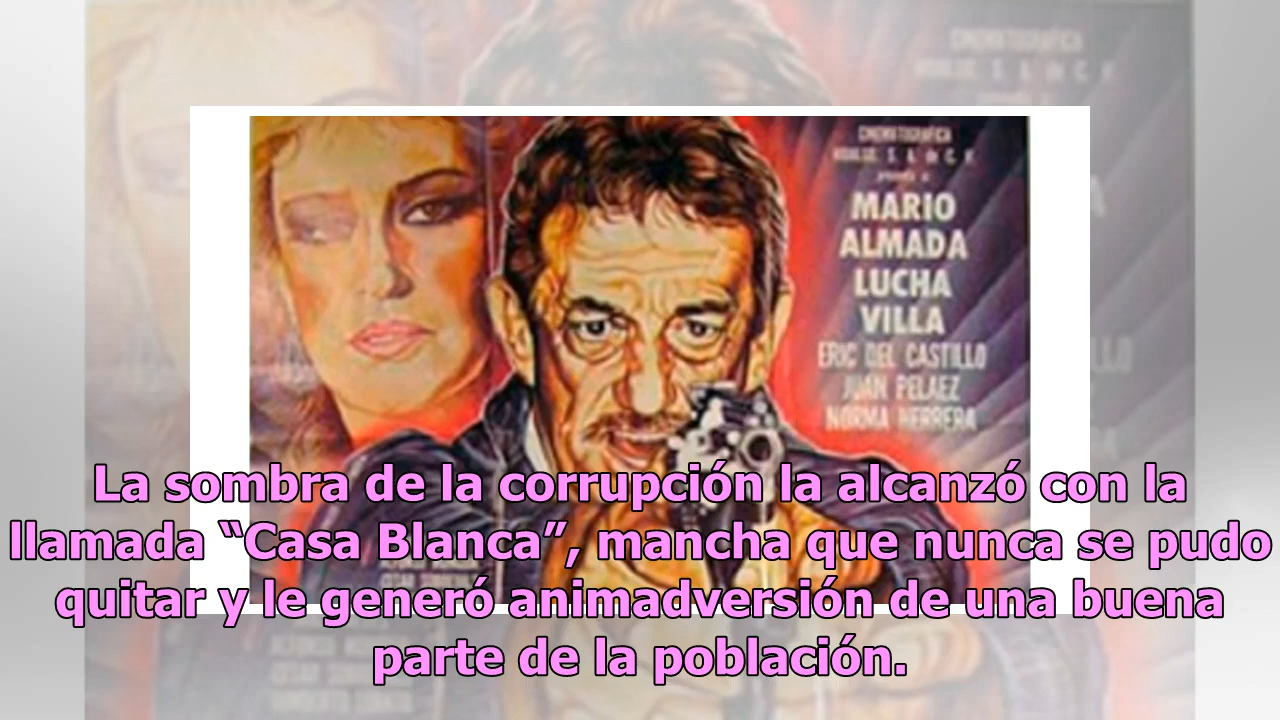 CINEMATOGRAFICA
S. A. de C. V.
MARIO
ALMADA
LUCHA
VILLA
ERIC DEL CASTILLO
JUAN PELAEZ
NORMA HERRERA
La sombra de la corrupción la alcanzó con la
llamada “Casa Blanca”, mancha que nunca se pudo
quitar y le generó animadversión de una buena
parte de la población.